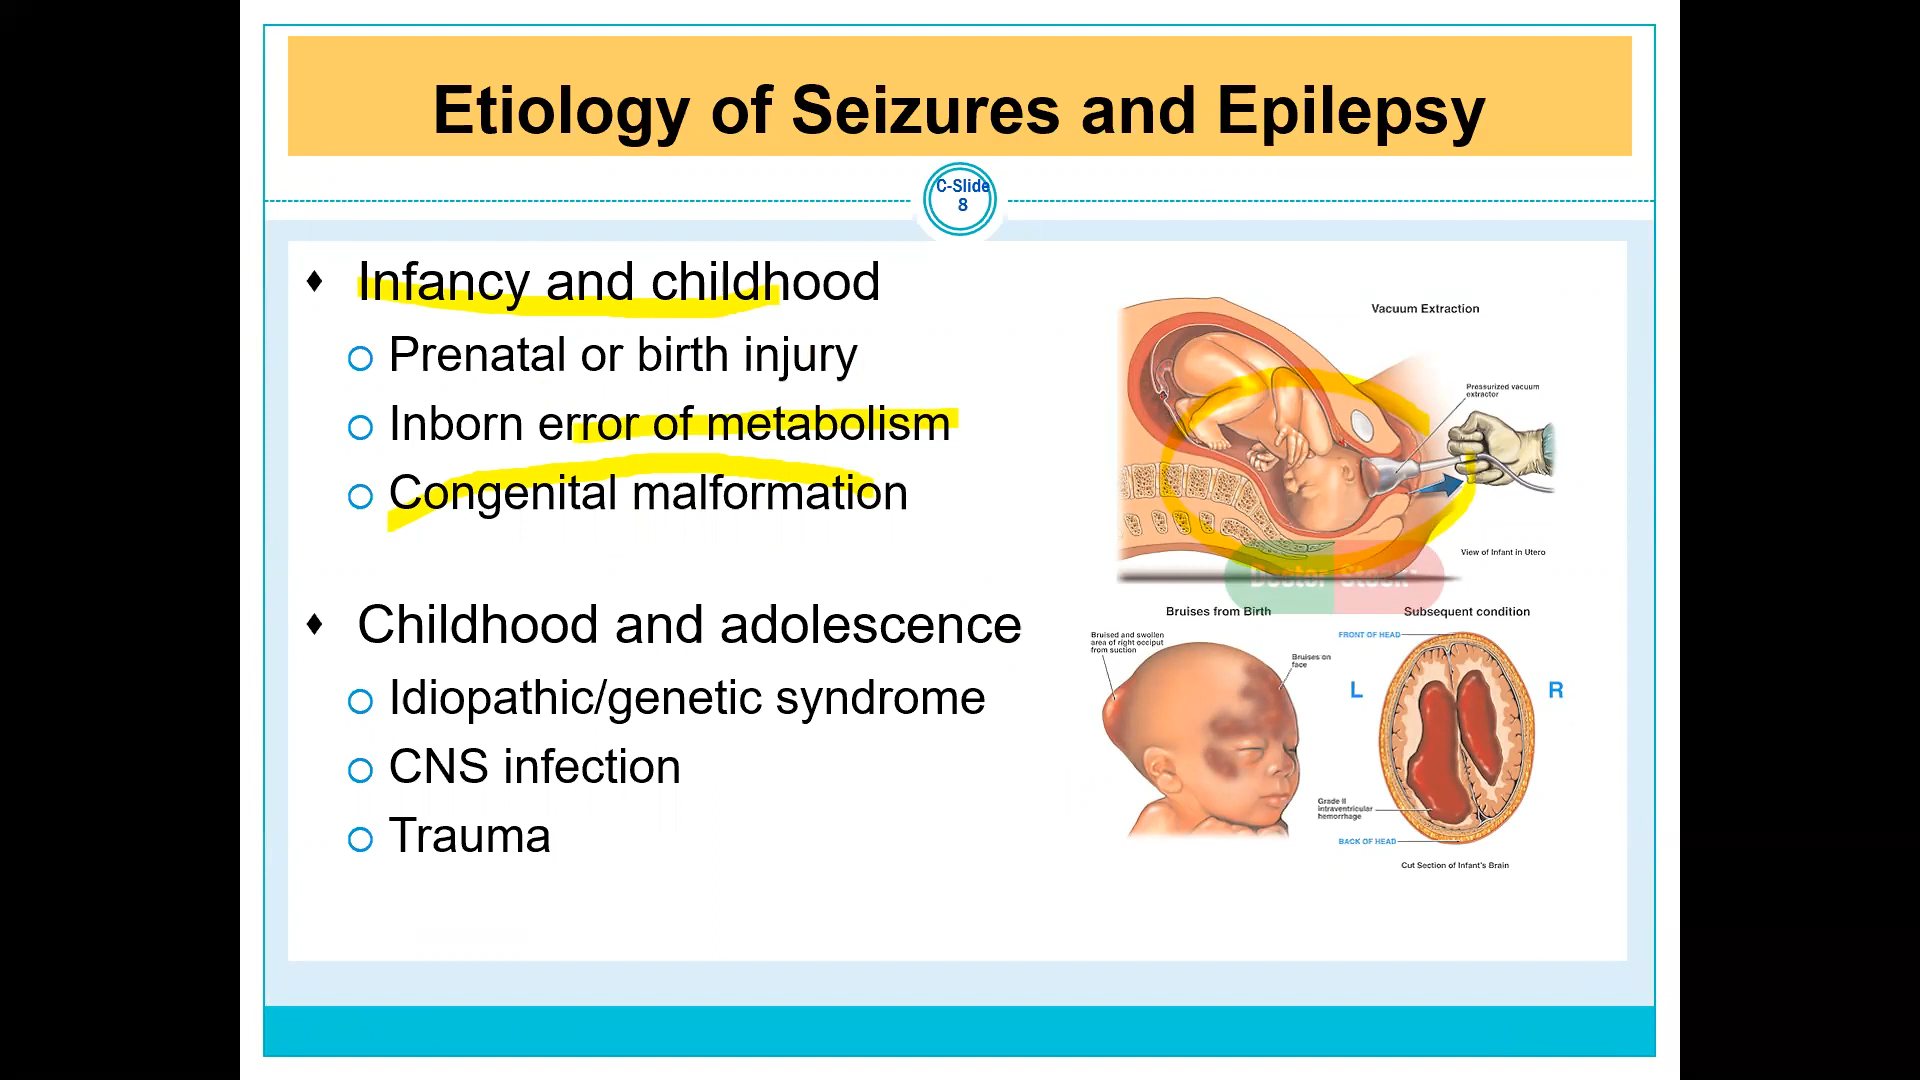 Etiology of Seizures and Epilepsy
C-Slide
8
Infancy and childhood
Prenatal or birth injury
Inborn error of metabolism
Congenital malformation
Childhood and adolescence
Idiopathic/genetic syndrome
CNS infection
Trauma
Vacuum Extraction
Pressurized vacuum
extractor
View of Infant in Utero
Doctor Stock
Bruises from Birth
Bruised and swollen
area of right occiput
from suction
Bruises on
face
Subsequent condition
FRONT OF HEAD
L
R
Grade II
intraventricular
hemorrhage
BACK OF HEAD
Cut Section of Infant's Brain